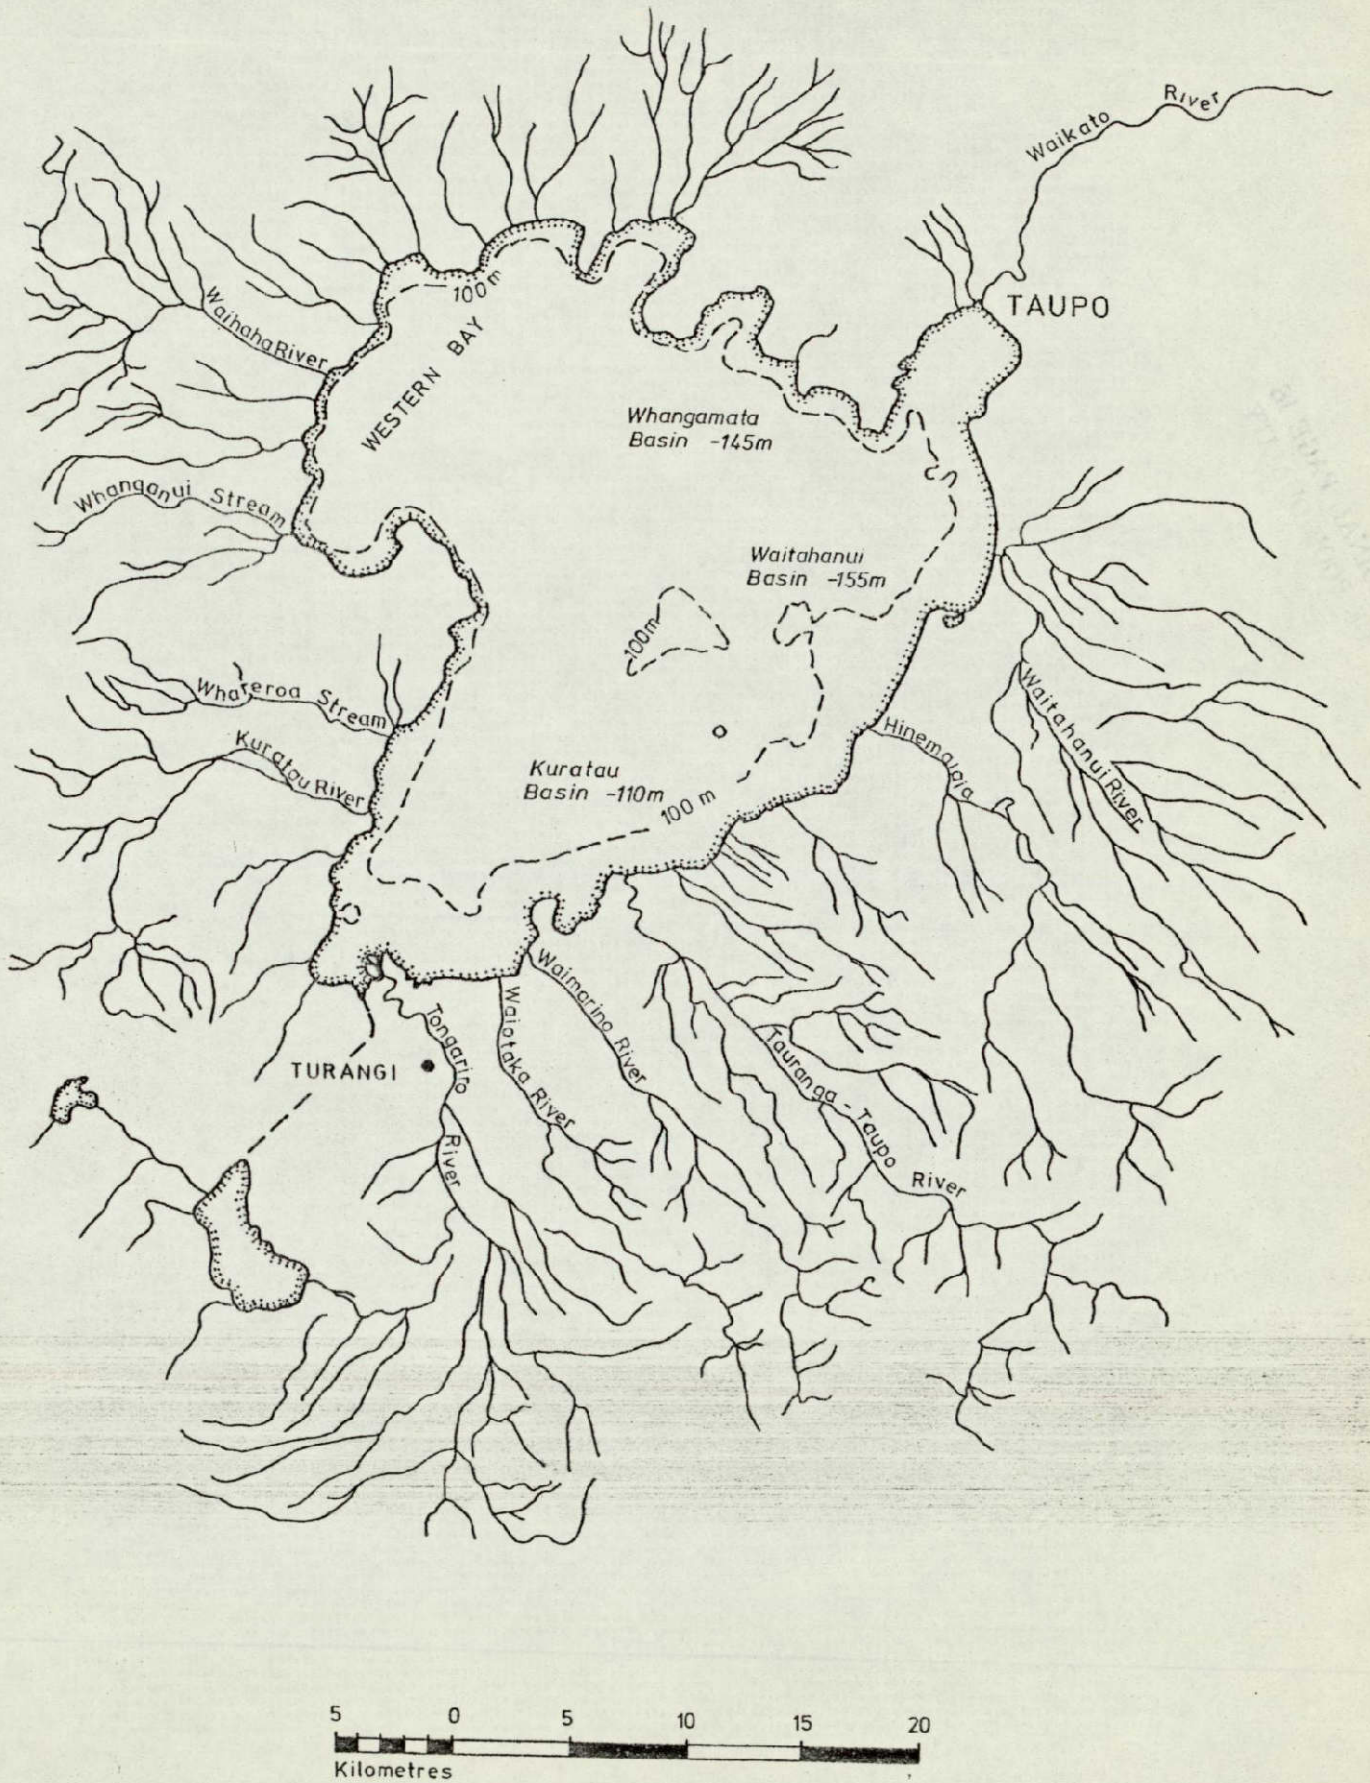 Waikato River
TAUPO
Waihaha River
100 m
WESTERN BAY
Whangamata
Basin -145m
Whanganui Stream
Waitahanui
Basin -155m
100m
Whareroa Stream
Waitahanui River
Kuratau River
Hinemaiaia
Kuratau
Basin -110m
100 m
Waimarino River
Waiotaka River
Tongariro River
Tauranga - Taupo River
TURANGI
5 0 5 10 15 20
Kilometres